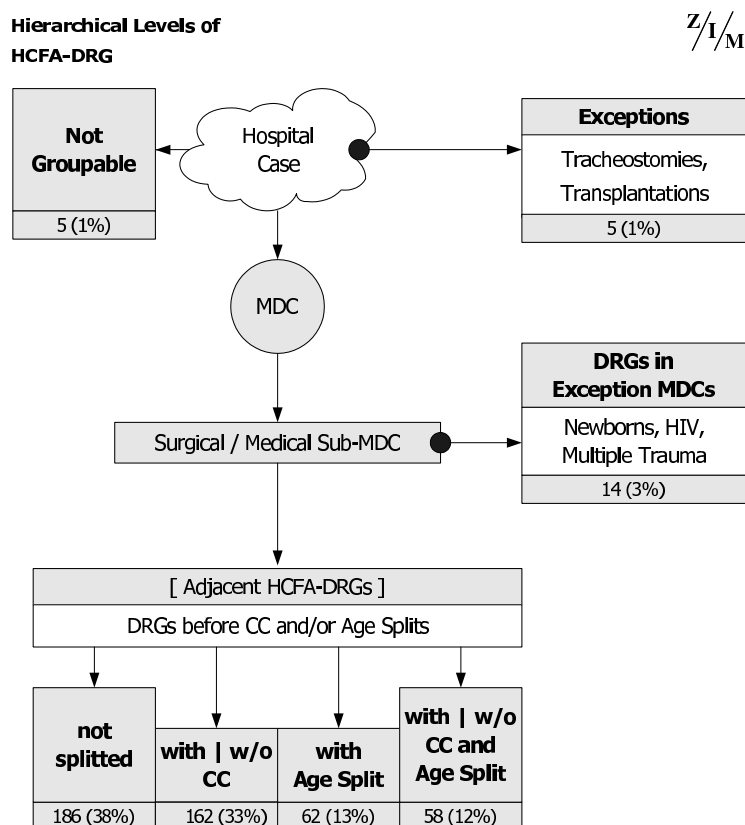 Hierarchical Levels of
HCFA-DRG
Z/I/M
Not
Groupable
5 (1%)
Hospital
Case
Exceptions
Tracheostomies,
Transplantations
5 (1%)
MDC
DRGs in
Exception MDCs
Newborns, HIV,
Multiple Trauma
14 (3%)
Surgical / Medical Sub-MDC
[ Adjacent HCFA-DRGs ]
DRGs before CC and/or Age Splits
not
splitted
186 (38%)
with | w/o
CC
162 (33%)
with
Age Split
62 (13%)
with | w/o
CC and
Age Split
58 (12%)